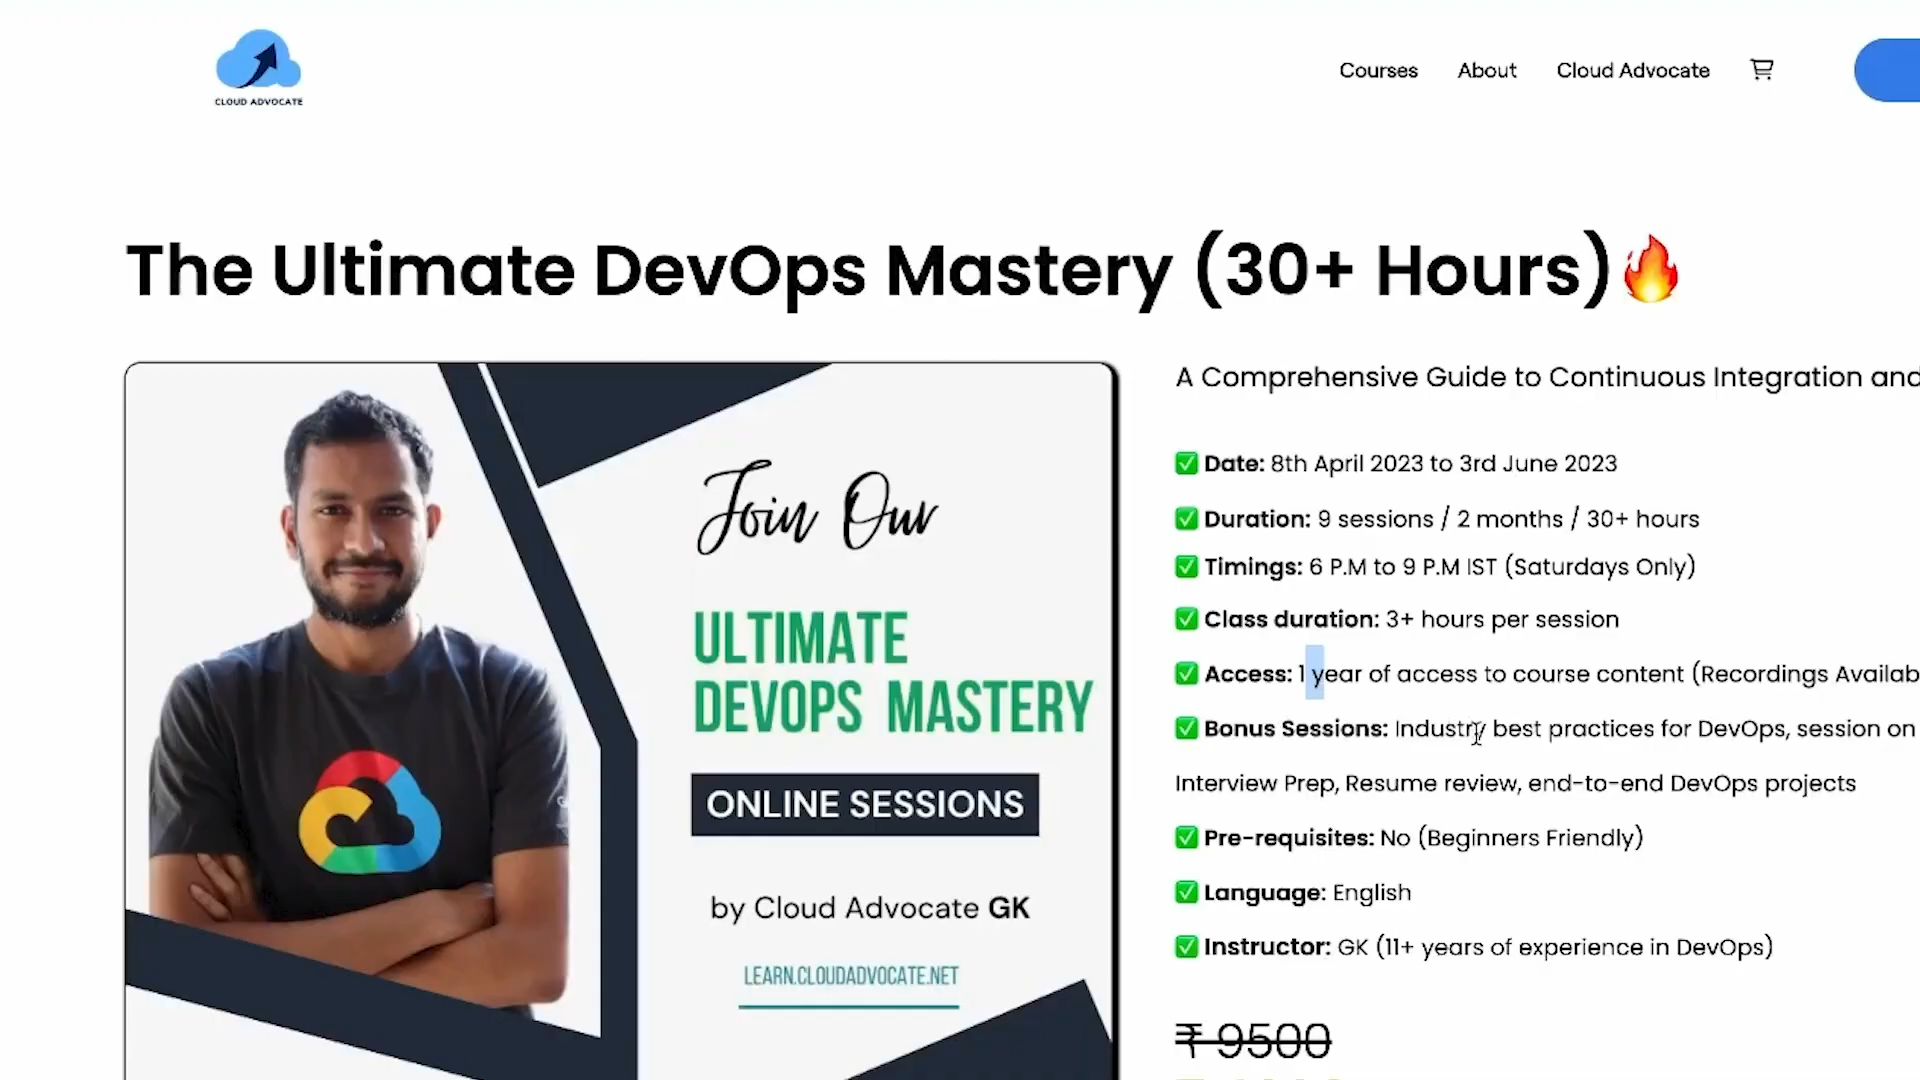 CLOUD ADVOCATE
Courses About Cloud Advocate
The Ultimate DevOps Mastery (30+ Hours)🔥
Join Our
ULTIMATE
DEVOPS MASTERY
ONLINE SESSIONS
by Cloud Advocate GK
LEARN.CLOUDADVOCATE.NET
A Comprehensive Guide to Continuous Integration and
✅ Date: 8th April 2023 to 3rd June 2023
✅ Duration: 9 sessions / 2 months / 30+ hours
✅ Timings: 6 P.M to 9 P.M IST (Saturdays Only)
✅ Class duration: 3+ hours per session
✅ Access: 1 year of access to course content (Recordings Availab
✅ Bonus Sessions: Industry best practices for DevOps, session on
Interview Prep, Resume review, end-to-end DevOps projects
✅ Pre-requisites: No (Beginners Friendly)
✅ Language: English
✅ Instructor: GK (11+ years of experience in DevOps)
₹ 9500